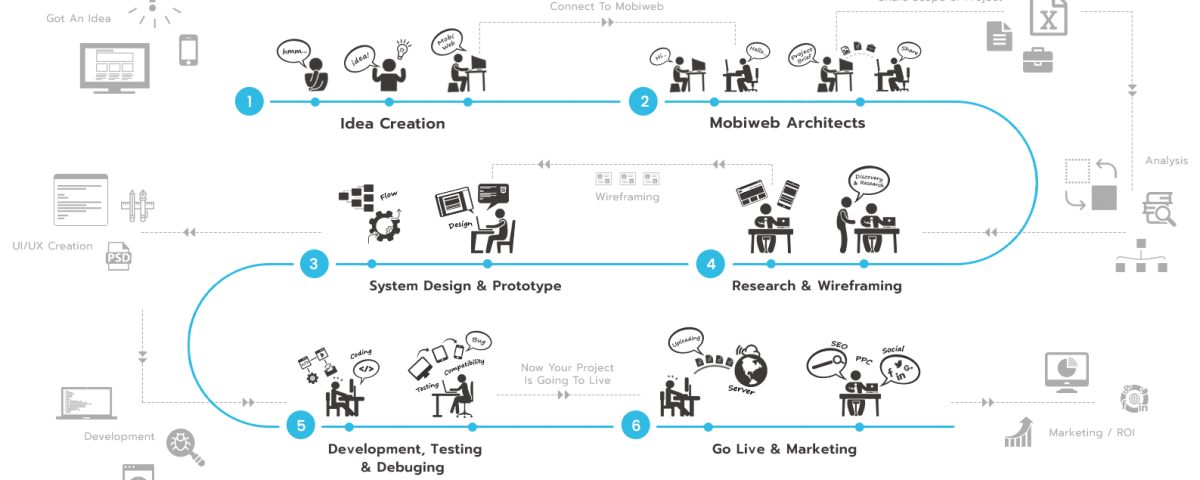 Got An Idea
Connect To Mobiweb
Share Scope of Project
hmm...
idea!
Mobi
Web
Hi...
Hello..
Project
Brief
Share
X
1
2
Idea Creation
Mobiweb Architects
Analysis
Flow
Design
Wireframing
Discovery
& Research
UI/UX Creation
PSD
3
4
System Design & Prototype
Research & Wireframing
Coding
</>
Bug
Testing
Compatibility
Now Your Project
Is Going To Live
Uploading
Server
SEO
PPC
Social
f
G+
in
Development
Marketing / ROI
5
6
Development, Testing
& Debuging
Go Live & Marketing